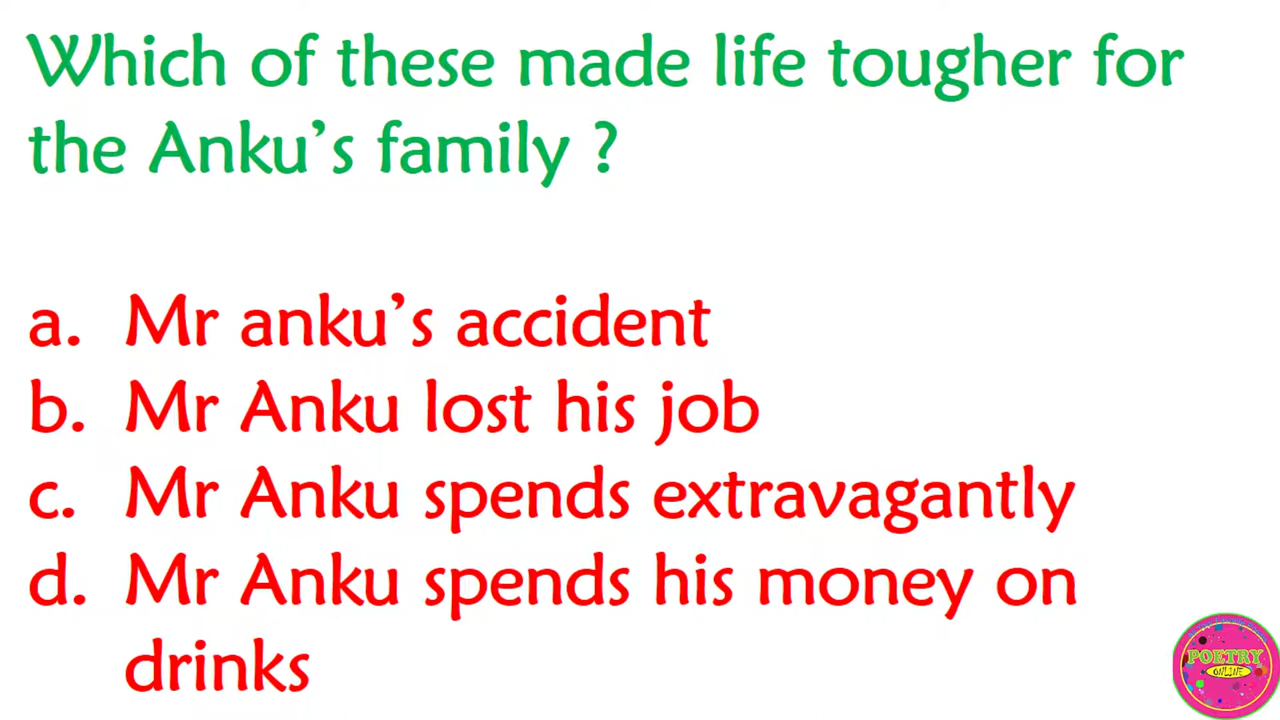 Which of these made life tougher for
the Anku's family ?
a. Mr anku's accident
b. Mr Anku lost his job
c. Mr Anku spends extravagantly
d. Mr Anku spends his money on
drinks
POETRY
ONLINE